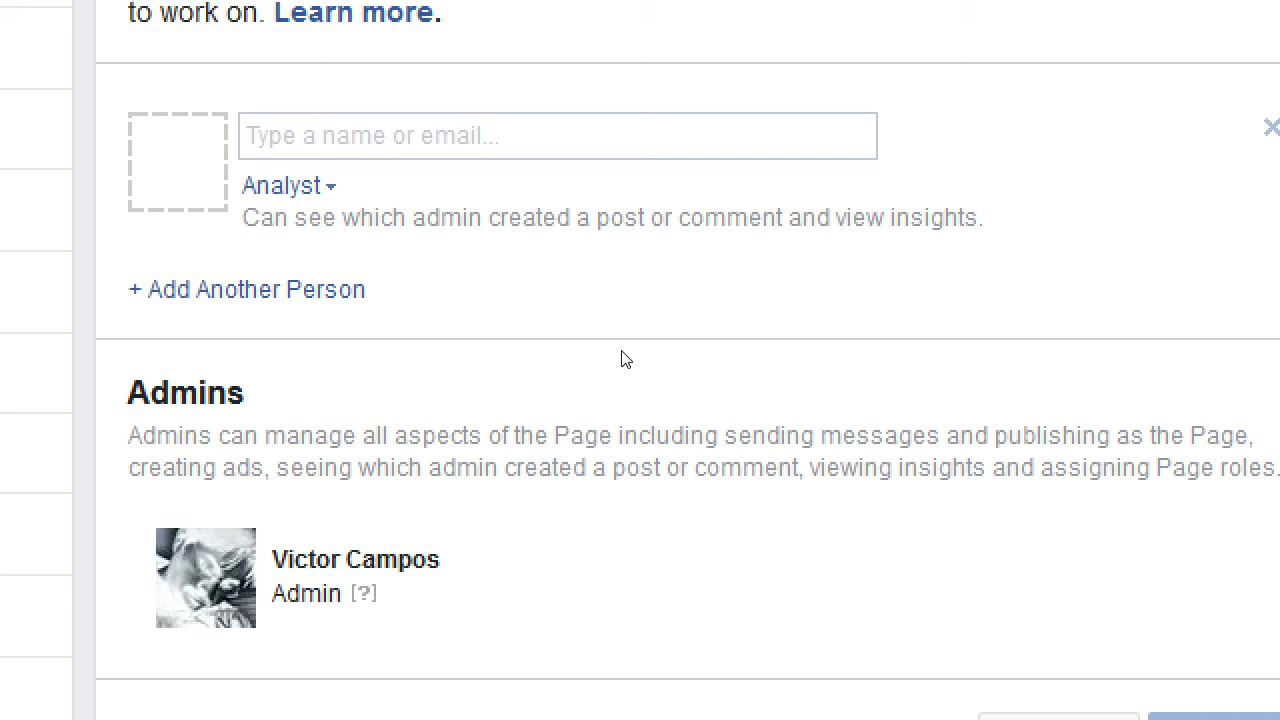 to work on. Learn more.
Type a name or email...
Analyst
Can see which admin created a post or comment and view insights.
+ Add Another Person
Admins
Admins can manage all aspects of the Page including sending messages and publishing as the Page,
creating ads, seeing which admin created a post or comment, viewing insights and assigning Page roles.
Victor Campos
Admin [?]